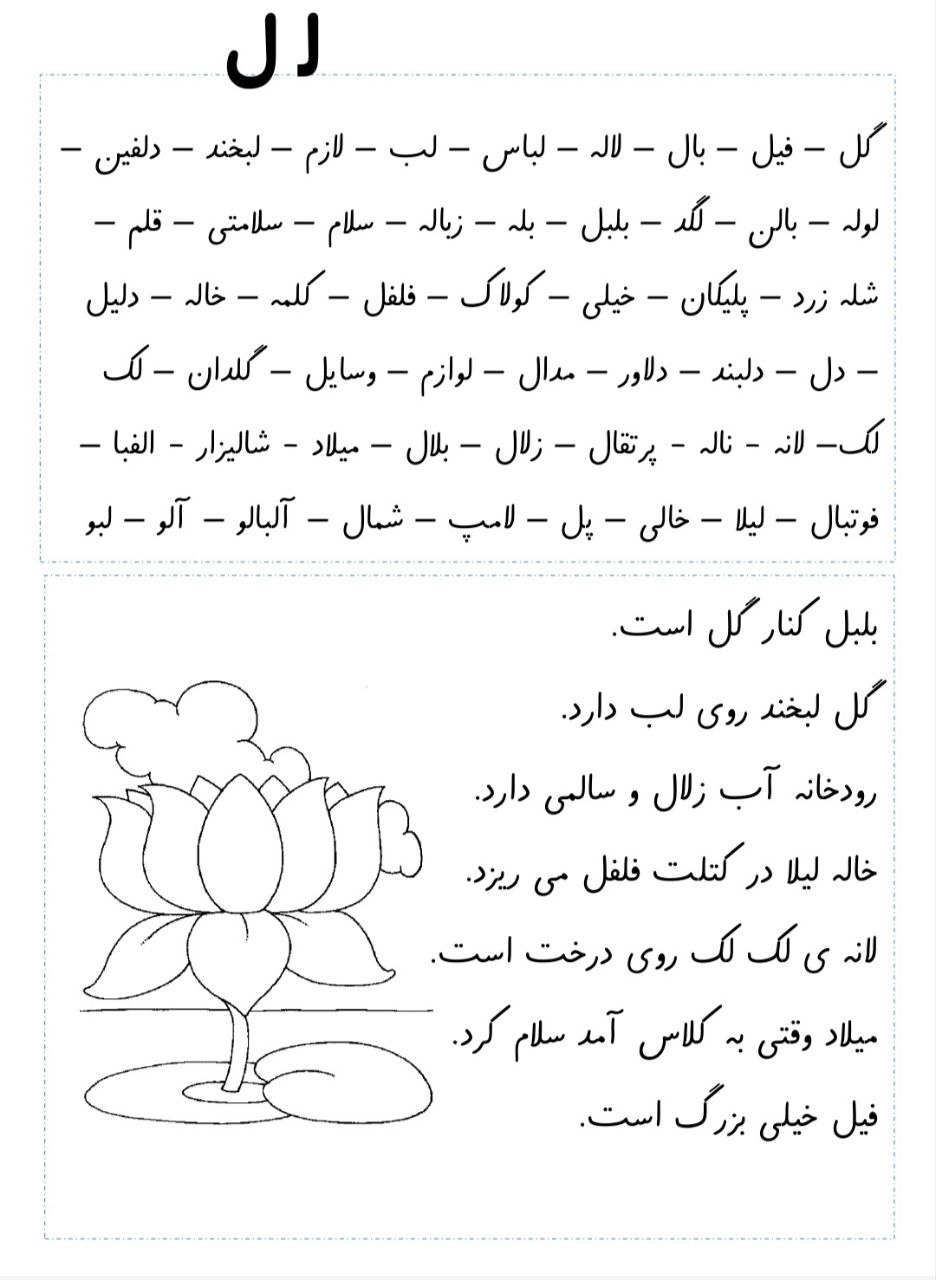 لـ ل
گل – فیل – بال – لاله – لباس – لب – لازم – لبخند – دلفین –
لوله – بالن – لگد – بلبل – بله – زباله – سلام – سلامتی – قلم –
شله زرد – پلیکان – خیلی – کولاک – فلفل – کلمه – خاله – دلیل
– دل – دلبند – دلاور – مدال – لوازم – وسایل – گلدان – لک
لک – لانه - ناله - پرتقال – زلال – بلال – میلاد - شالیزار - الفبا –
فوتبال – لیلا – خالی – پل – لامپ – شمال – آلبالو – آلو – لبو
بلبل کنار گل است.
گل لبخند روی لب دارد.
رودخانه آب زلال و سالمی دارد.
خاله لیلا در کتلت فلفل می ریزد.
لانه ی لک لک روی درخت است.
میلاد وقتی به کلاس آمد سلام کرد.
فیل خیلی بزرگ است.